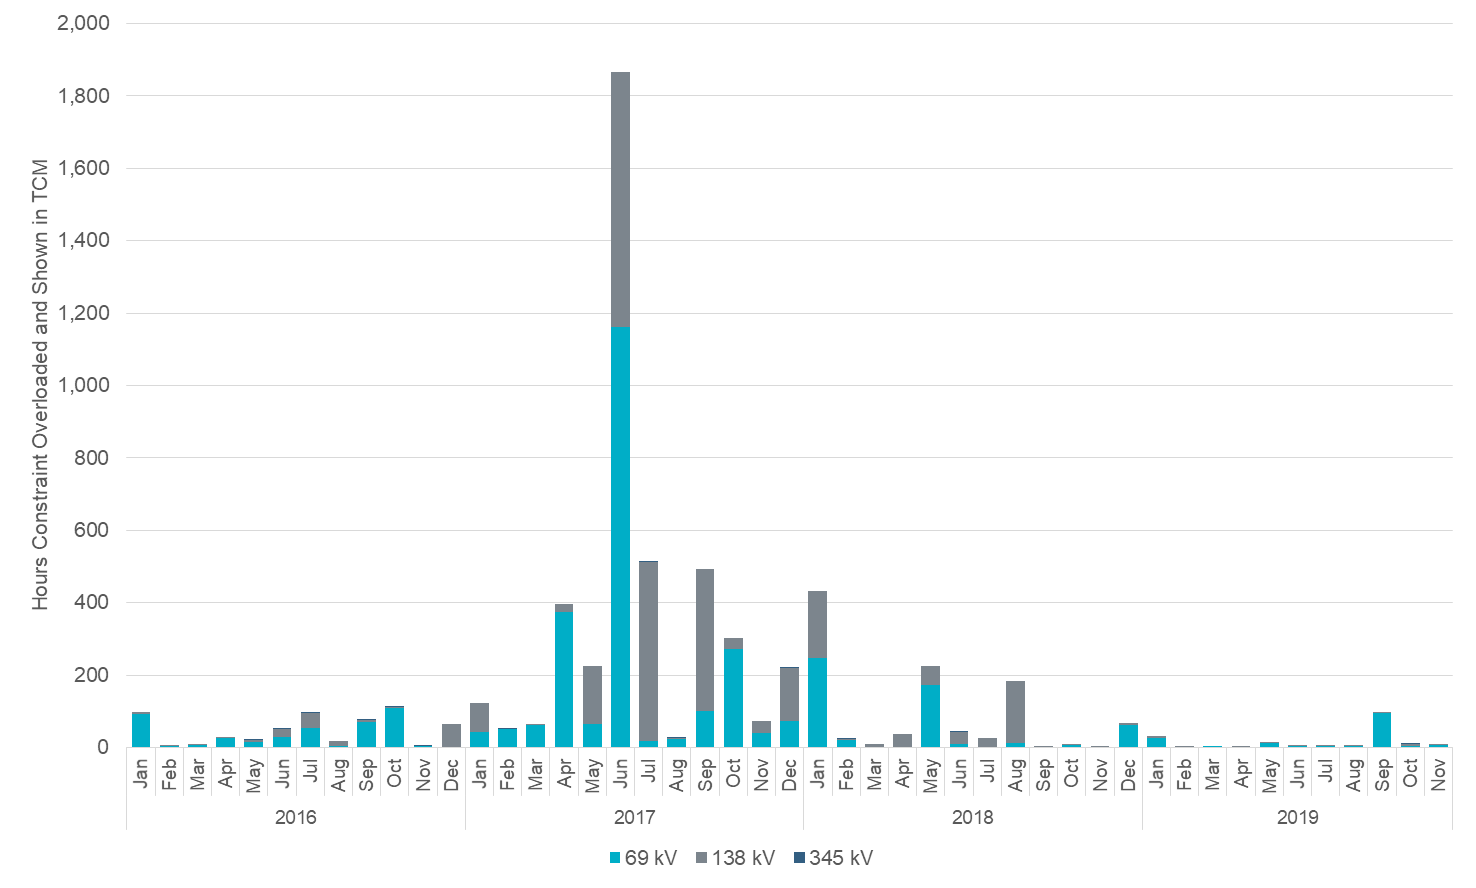 2,000
1,800
1,600
1,400
1,200
1,000
800
600
400
200
0
Hours Constraint Overloaded and Shown in TCM
Jan Feb Mar Apr May Jun Jul Aug Sep Oct Nov Dec Jan Feb Mar Apr May Jun Jul Aug Sep Oct Nov Dec Jan Feb Mar Apr May Jun Jul Aug Sep Oct Nov Dec Jan Feb Mar Apr May Jun Jul Aug Sep Oct Nov
2016 2017 2018 2019
69 kV 138 kV 345 kV